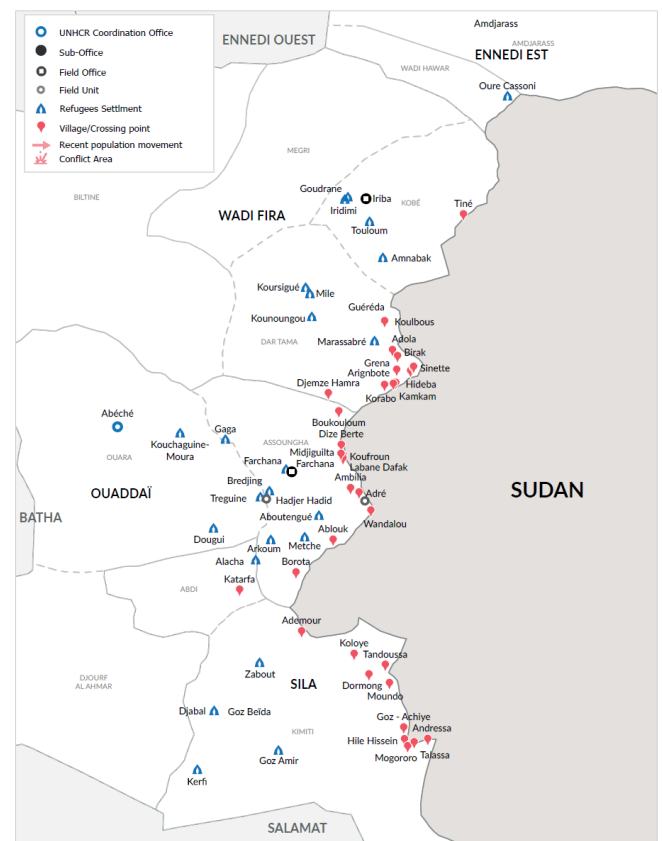 UNHCR Coordination Office
Sub-Office
Field Office
Field Unit
Refugees Settlment
Village/Crossing point
Recent population movement
Conflict Area
ENNEDI OUEST
Amdjarass
AMDJARASS
ENNEDI EST
WADI HAWAR
Oure Cassoni
MEGRI
BILTINE
Goudrane
Iriba
Iridimi
KOBÉ
Tiné
WADI FIRA
Touloum
Amnabak
Koursigué
Mile
Guéréda
Kounoungou
Koulbous
DAR TAMA
Marassabré
Adola
Birak
Grena
Sinette
Arignbote
Djemze Hamra
Hideba
Korabo
Kamkam
Abéché
Boukouloum
Gaga
Dize Berte
Kouchaguine-
Moura
ASSOUNGHA
Midjiguilta
Koufroun
OUARA
Farchana
Farchana
Labane Dafak
Bredjing
Ambilia
OUADDAÏ
Treguine
Hadjer Hadid
Adré
SUDAN
BATHA
Aboutengué
Wandalou
Dougui
Ablouk
Arkoum
Metche
Alacha
Borota
Katarfa
ABDI
Ademour
Koloye
Tandoussa
Zabout
DJOURF
AL AHMAR
SILA
Dormong
Moundo
Djabal
Goz Beïda
Goz - Achiye
Andressa
KIMITI
Hile Hissein
Goz Amir
Mogororo
Talassa
Kerfi
SALAMAT